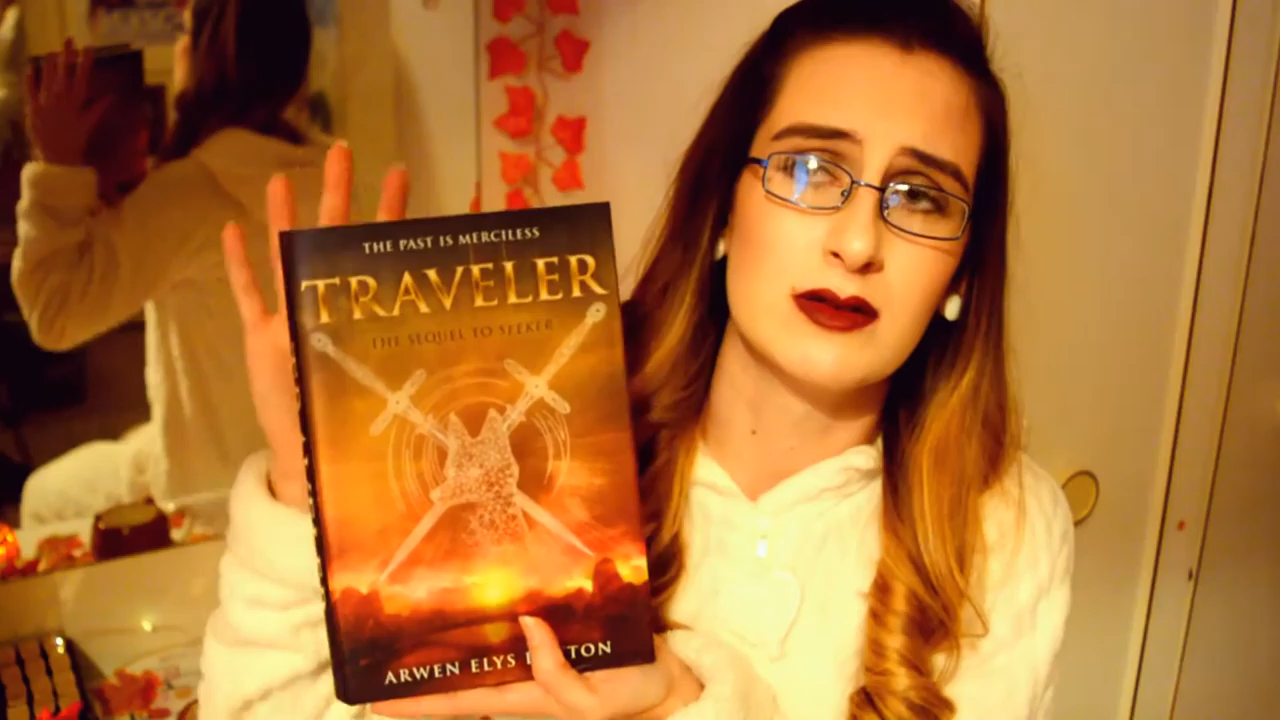 THE PAST IS MERCILESS
TRAVELER
THE SEQUEL TO SEEKER
ARWEN ELYS